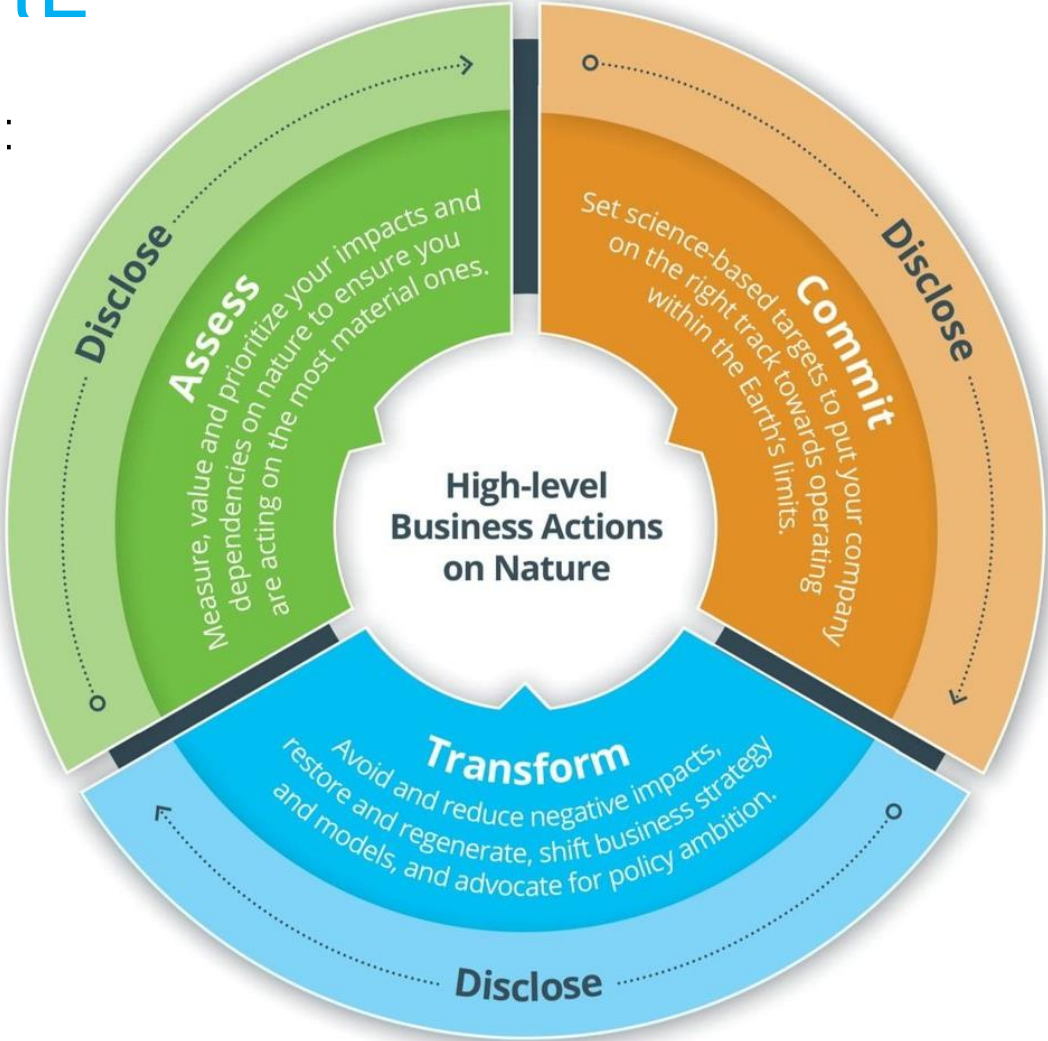 :
Disclose
Assess
Measure, value and prioritize your impacts and
dependencies on nature to ensure you
are acting on the most material ones.
Disclose
Commit
Set science-based targets to put your company
on the right track towards operating
within the Earth's limits.
High-level
Business Actions
on Nature
Transform
Avoid and reduce negative impacts,
restore and regenerate, shift business strategy
and models, and advocate for policy ambition.
Disclose